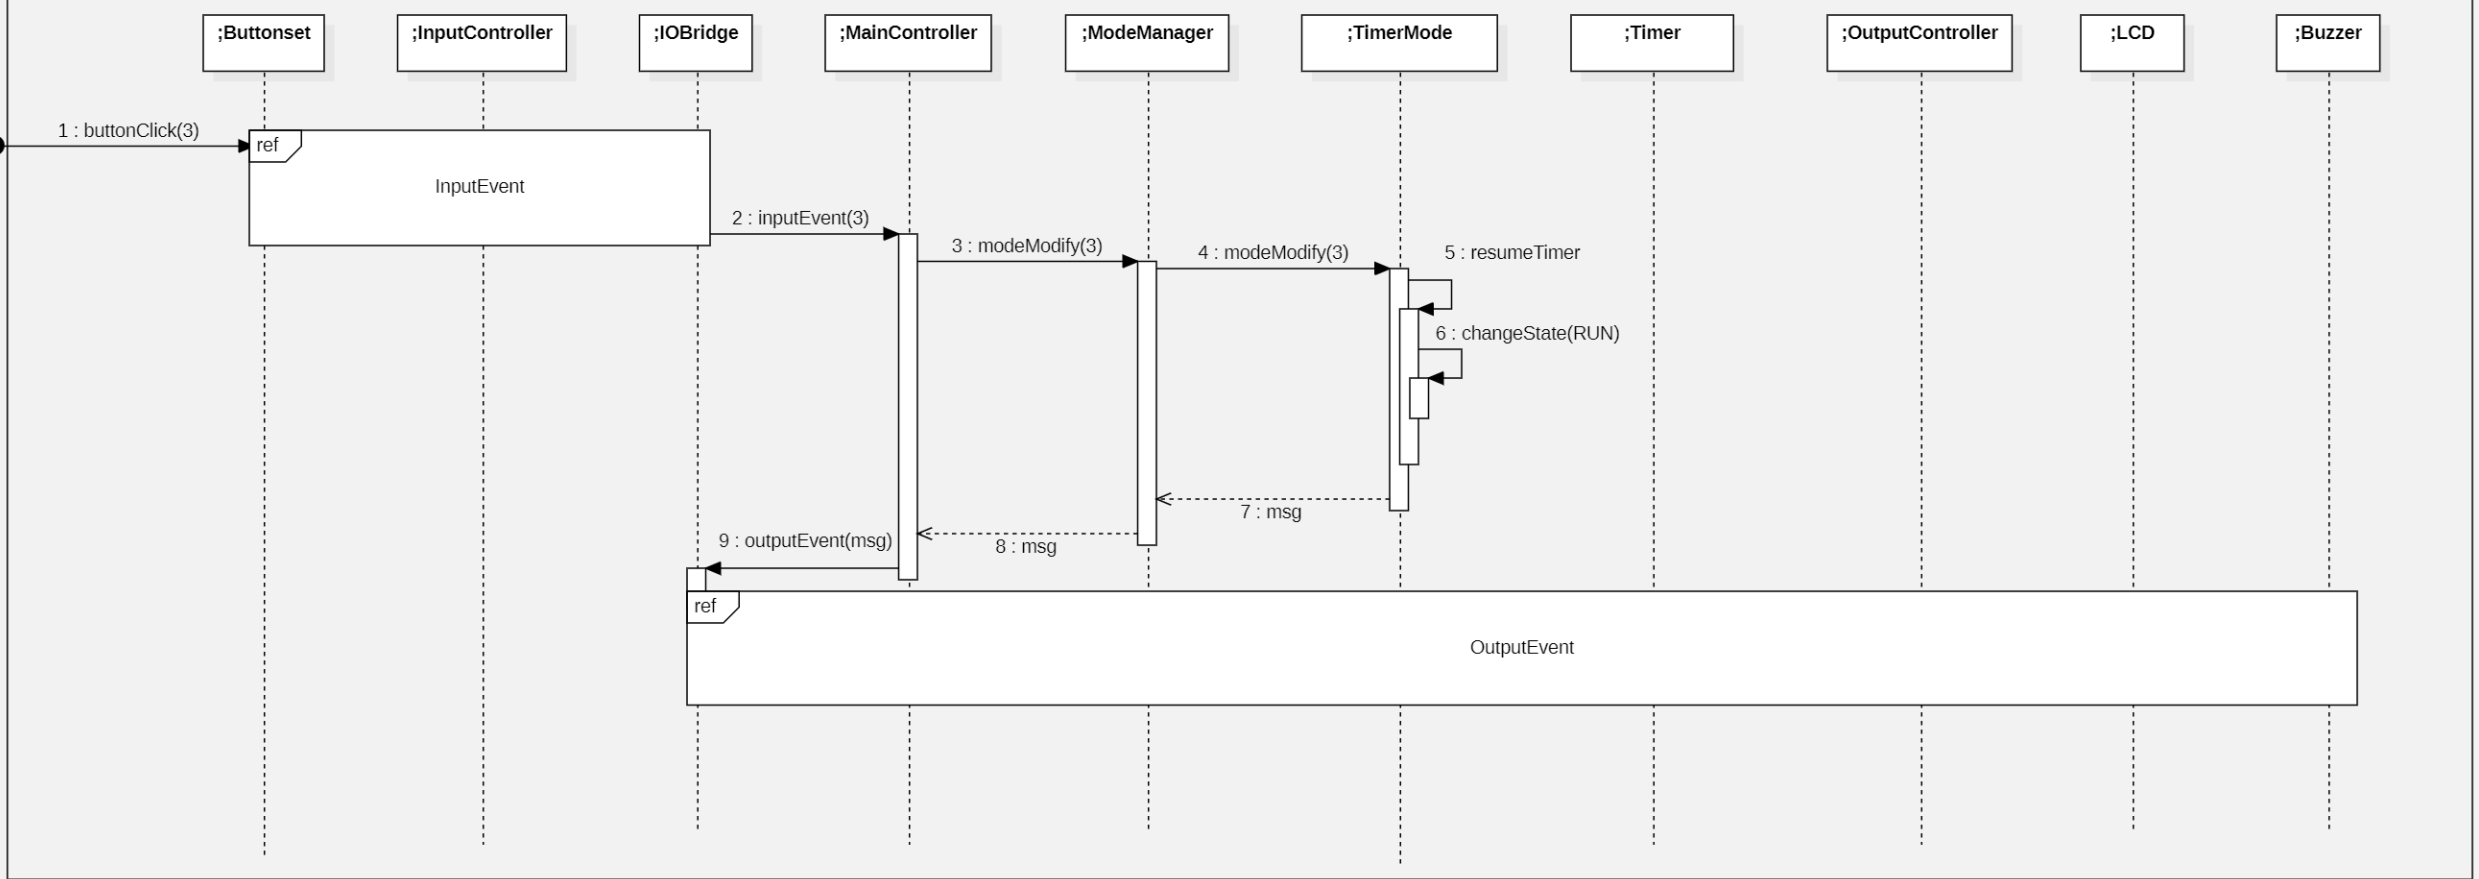 ;Buttonset
;InputController
;IOBridge
;MainController
;ModeManager
;TimerMode
;Timer
;OutputController
;LCD
;Buzzer
1 : buttonClick(3)
ref
InputEvent
2 : inputEvent(3)
3 : modeModify(3)
4 : modeModify(3)
5 : resumeTimer
6 : changeState(RUN)
7 : msg
8 : msg
9 : outputEvent(msg)
ref
OutputEvent